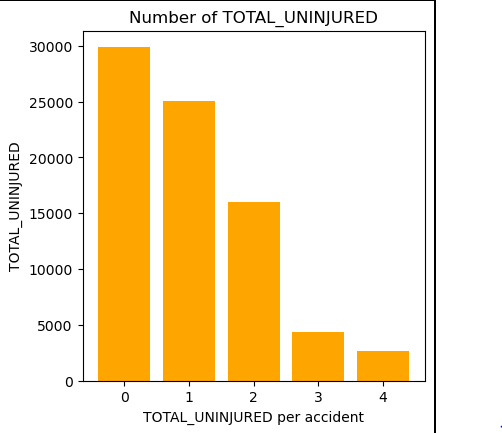 Number of TOTAL_UNINJURED
TOTAL_UNINJURED
30000
25000
20000
15000
10000
5000
0
0 1 2 3 4
TOTAL_UNINJURED per accident